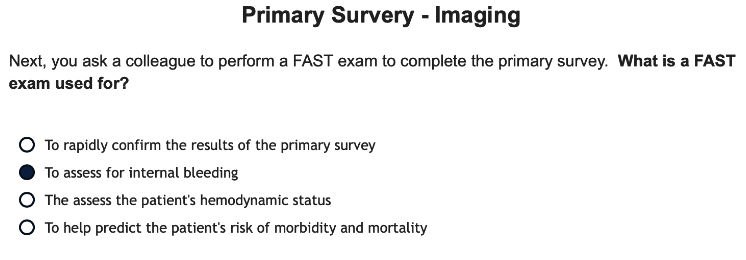 Primary Survery - Imaging
Next, you ask a colleague to perform a FAST exam to complete the primary survey.  What is a FAST
exam used for?
To rapidly confirm the results of the primary survey
To assess for internal bleeding
The assess the patient's hemodynamic status
To help predict the patient's risk of morbidity and mortality